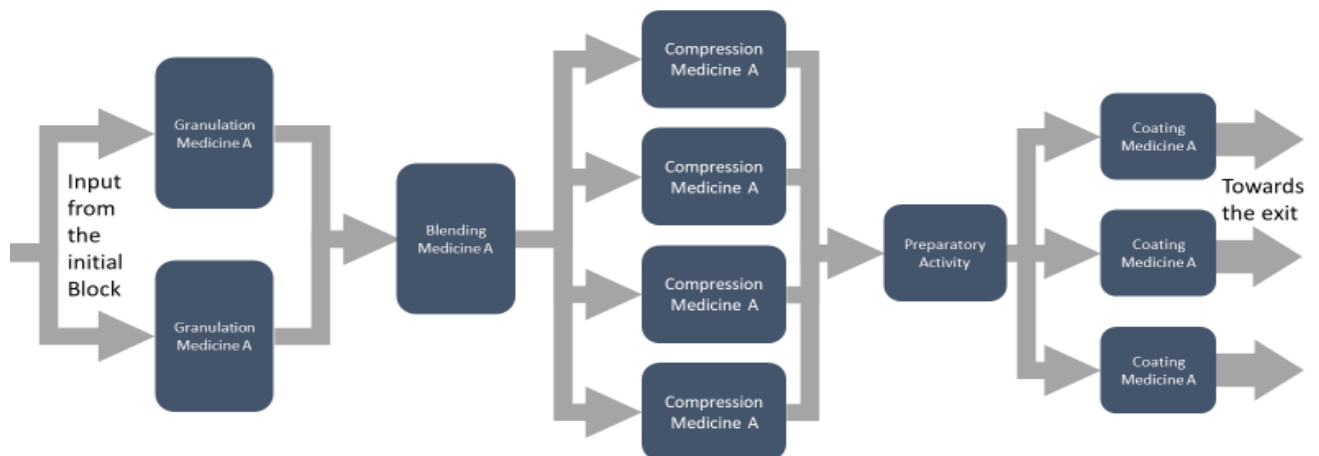 Input
from
the
initial
Block
Granulation
Medicine A
Granulation
Medicine A
Blending
Medicine A
Compression
Medicine A
Compression
Medicine A
Compression
Medicine A
Compression
Medicine A
Preparatory
Activity
Coating
Medicine A
Coating
Medicine A
Coating
Medicine A
Towards
the exit